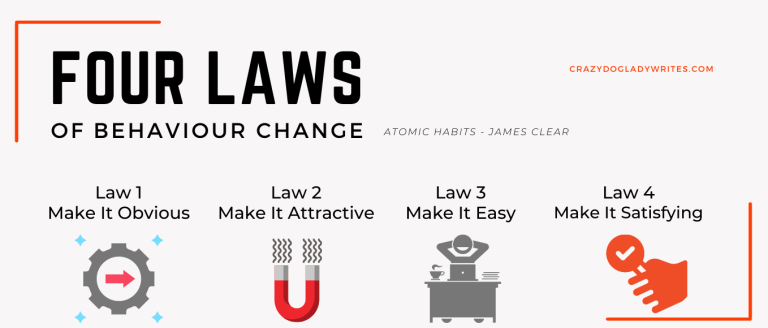 FOUR LAWS
CRAZYDOGLADYWRITES.COM
OF BEHAVIOUR CHANGE
ATOMIC HABITS - JAMES CLEAR
Law 1
Make It Obvious
Law 2
Make It Attractive
Law 3
Make It Easy
Law 4
Make It Satisfying